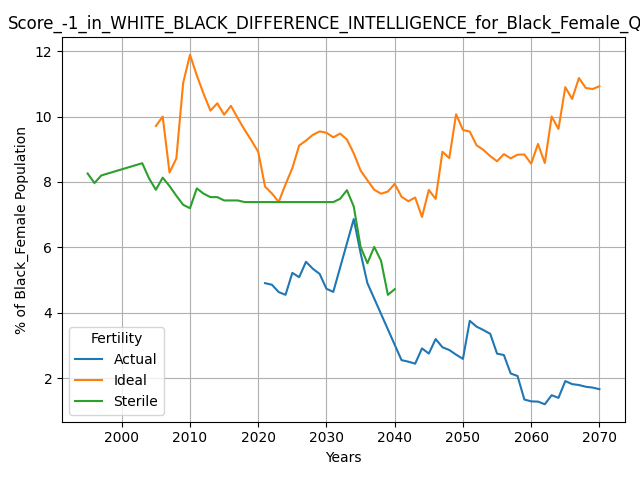 Score_-1_in_WHITE_BLACK_DIFFERENCE_INTELLIGENCE_for_Black_Female_Q
% of Black_Female Population
12
10
8
6
4
2
Fertility
Actual
Ideal
Sterile
2000 2010 2020 2030 2040 2050 2060 2070
Years